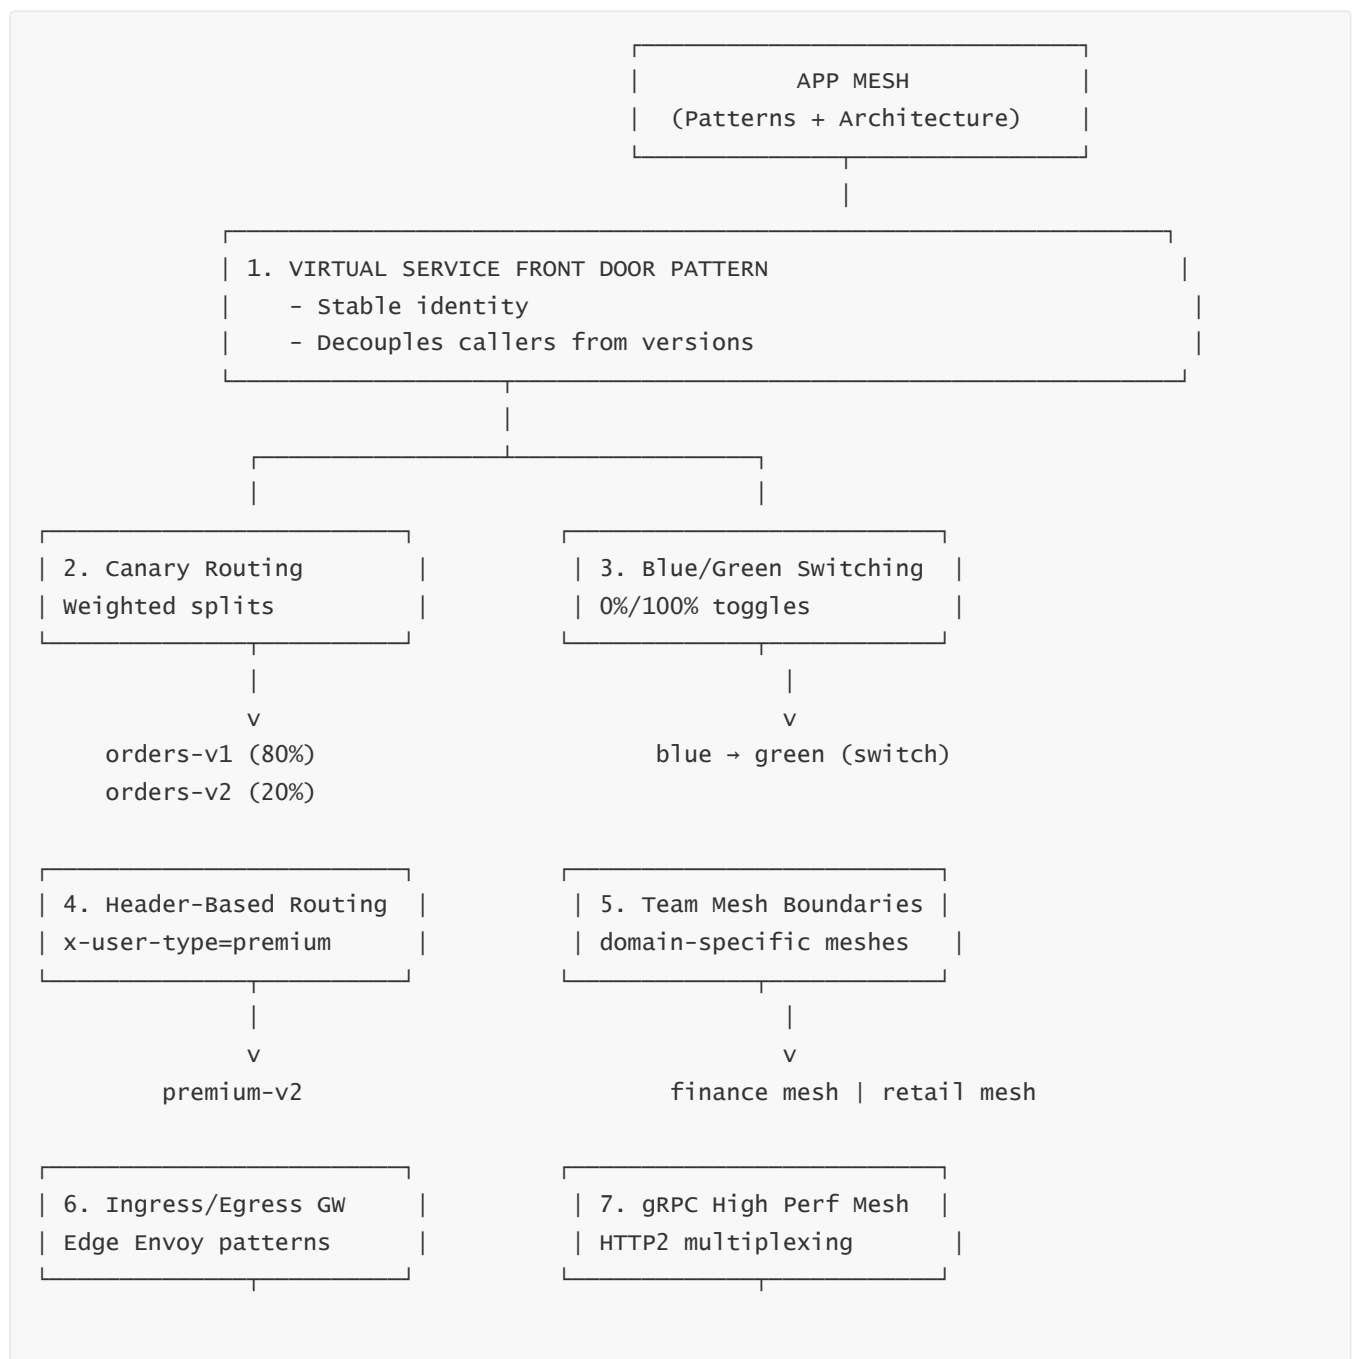 APP MESH
(Patterns + Architecture)
1. VIRTUAL SERVICE FRONT DOOR PATTERN
- Stable identity
- Decouples callers from versions
2. Canary Routing
Weighted splits
3. Blue/Green Switching
0%/100% toggles
orders-v1 (80%)
orders-v2 (20%)
blue → green (switch)
4. Header-Based Routing
x-user-type=premium
5. Team Mesh Boundaries
domain-specific meshes
premium-v2
finance mesh | retail mesh
6. Ingress/Egress GW
Edge Envoy patterns
7. gRPC High Perf Mesh
HTTP2 multiplexing